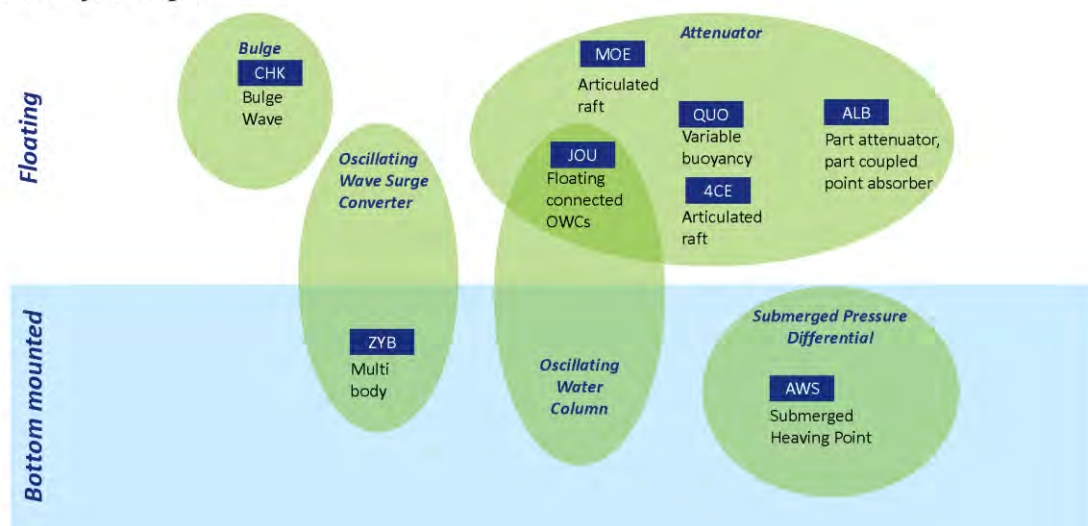 Floating
Bulge
CHK
Bulge
Wave
Oscillating
Wave Surge
Converter
Attenuator
MOE
Articulated
raft
QUO
Variable
buoyancy
ALB
Part attenuator,
part coupled
point absorber
JOU
Floating
connected
OWCs
4CE
Articulated
raft
Bottom mounted
ZYB
Multi
body
Oscillating
Water
Column
Submerged Pressure
Differential
AWS
Submerged
Heaving Point